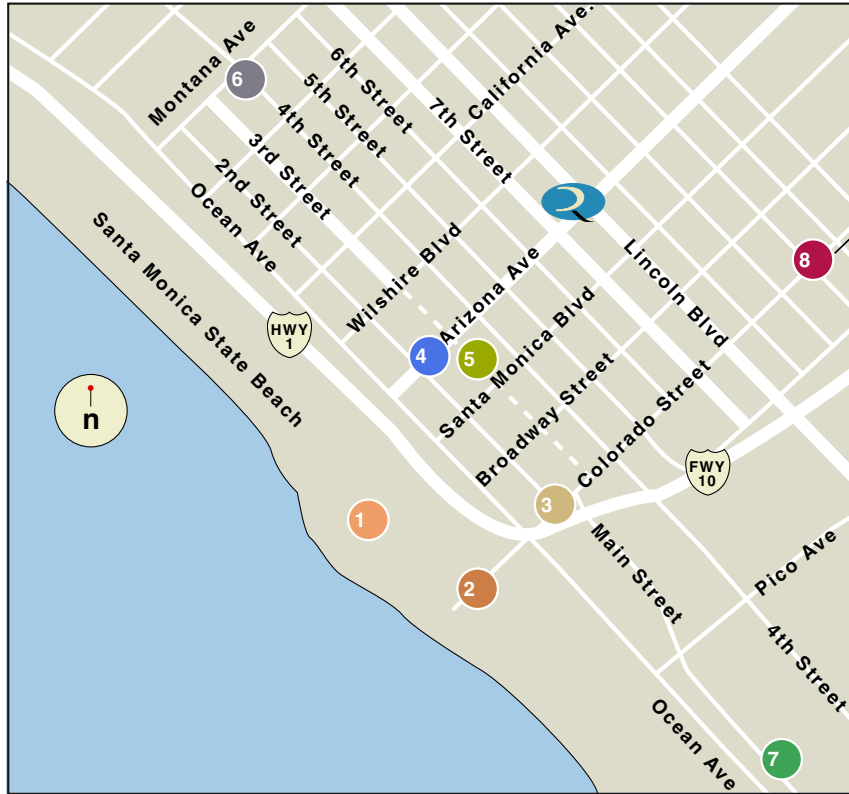 Montana Ave
6
6th Street
5th Street
4th Street
3rd Street
2nd Street
Ocean Ave
7th Street
California Ave.
Santa Monica State Beach
HWY
1
Wilshire Blvd
Arizona Ave
Lincoln Blvd
8
4
5
Santa Monica Blvd
Broadway Street
Colorado Street
n
FWY
10
3
1
2
Main Street
Pico Ave
4th Street
Ocean Ave
7